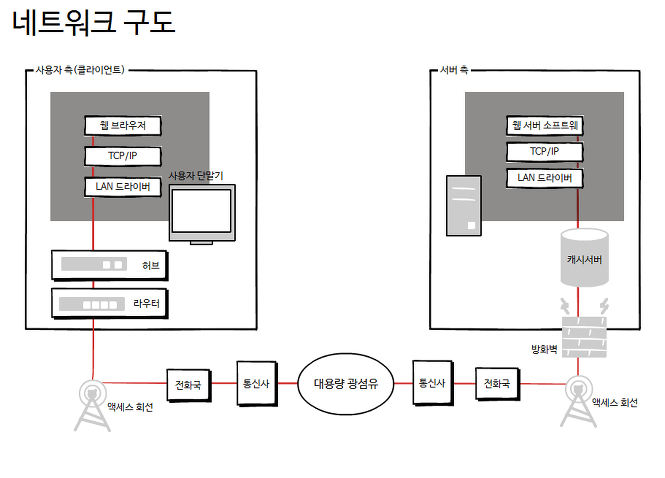 네트워크 구도
사용자 측(클라이언트)
웹 브라우저
TCP/IP
LAN 드라이버
사용자 단말기
허브
라우터
액세스 회선
전화국
통신사
대용량 광섬유
통신사
전화국
액세스 회선
방화벽
캐시서버
서버 측
웹 서버 소프트웨
TCP/IP
LAN 드라이버